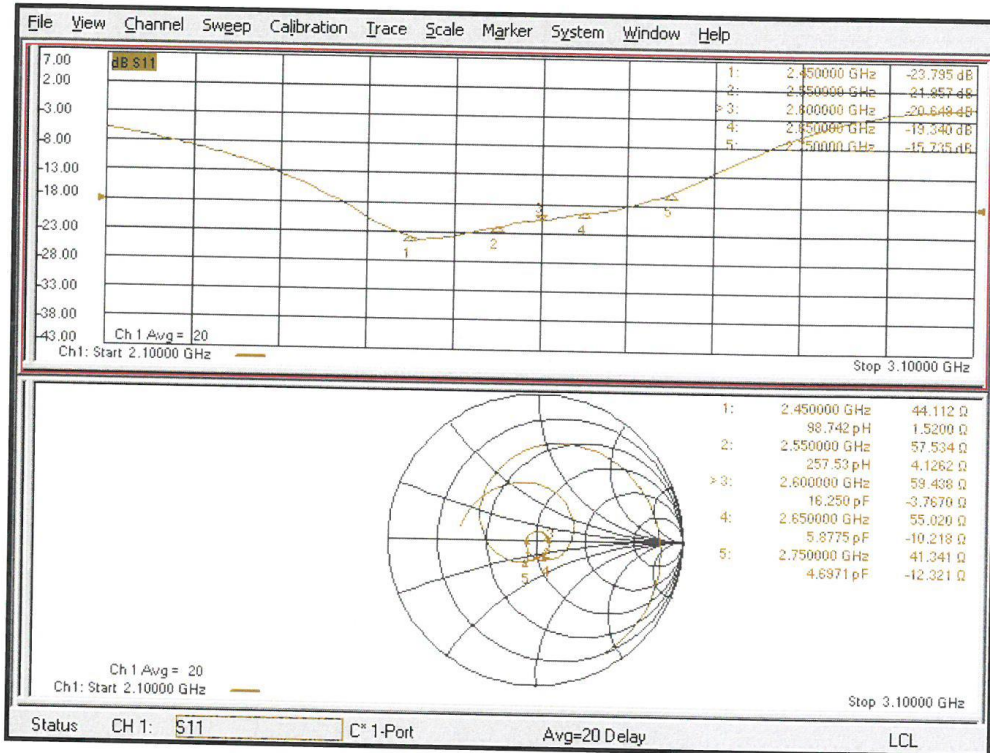 File View Channel Sweep Calibration Trace Scale Marker System Window Help
7.00
dB S11
2.00
-3.00
-8.00
-13.00
-18.00
-23.00
-28.00
-33.00
-38.00
-43.00
1: 2.450000 GHz -23.795 dB
2: 2.550000 GHz -21.857 dB
> 3: 2.600000 GHz -20.648 dB
4: 2.650000 GHz -19.340 dB
5: 2.750000 GHz -15.735 dB
1
2
3
4
5
Ch 1 Avg = 20
Ch1: Start 2.10000 GHz
Stop 3.10000 GHz
1: 2.450000 GHz 44.112 Ω
98.742 pH 1.5200 Ω
2: 2.550000 GHz 57.534 Ω
257.53 pH 4.1262 Ω
> 3: 2.600000 GHz 59.438 Ω
16.250 pF -3.7670 Ω
4: 2.650000 GHz 55.020 Ω
5.8775 pF -10.218 Ω
5: 2.750000 GHz 41.341 Ω
4.6971 pF -12.321 Ω
5
4
Ch 1 Avg = 20
Ch1: Start 2.10000 GHz
Stop 3.10000 GHz
Status CH 1: S11 C* 1-Port Avg=20 Delay LCL